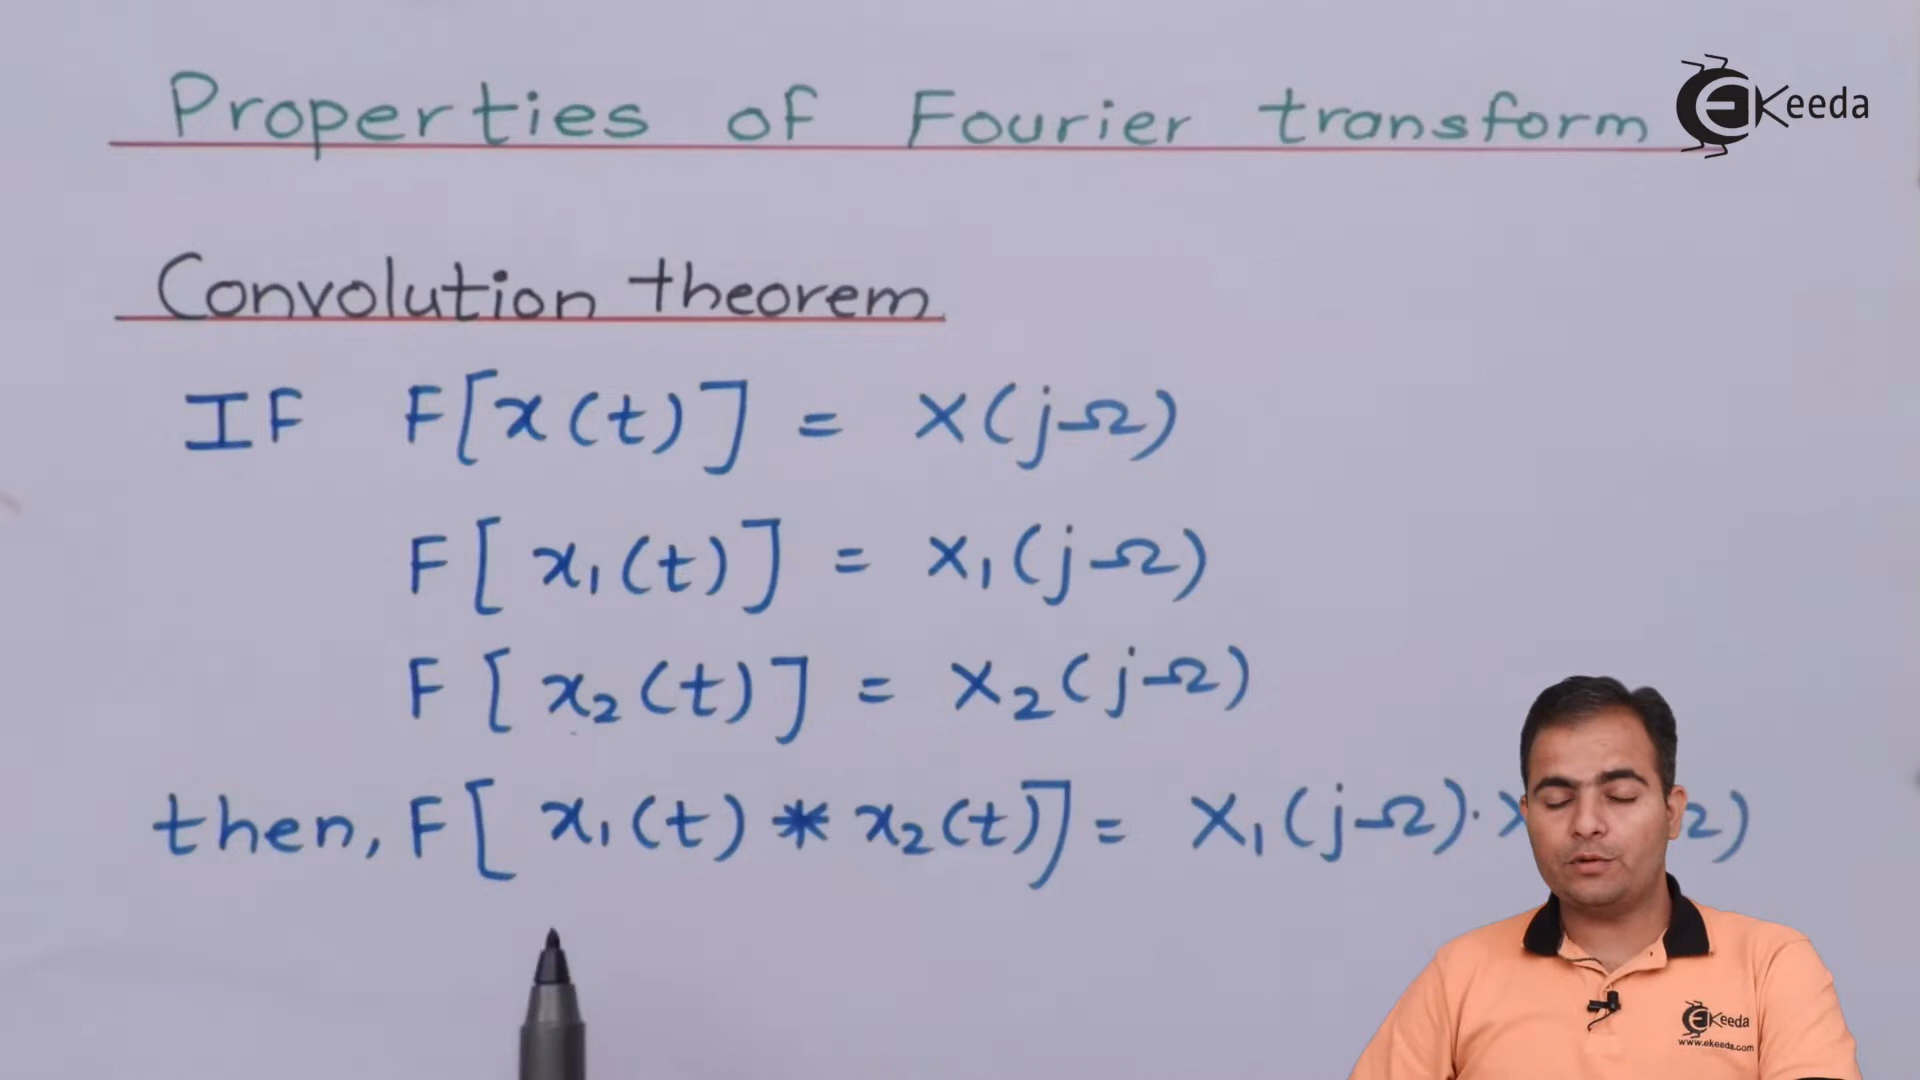 Properties of Fourier transform
EKeeda
Convolution theorem
IF F[x(t)] = X(jΩ)
F[x₁(t)] = X₁(jΩ)
F[x₂(t)] = X₂(jΩ)
then, F[x₁(t) * x₂(t)] = X₁(jΩ).
EKeeda
www.ekeeda.com